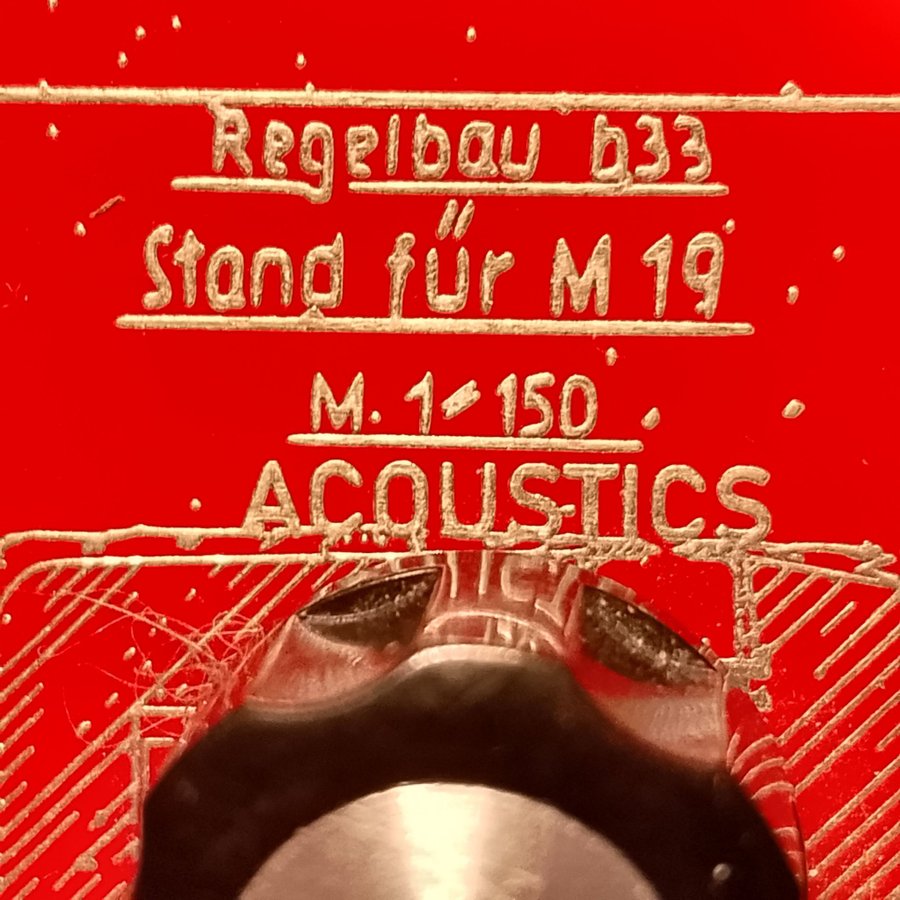 Regelbau b33
Stand für M 19
M. 1-150
ACOUSTICS